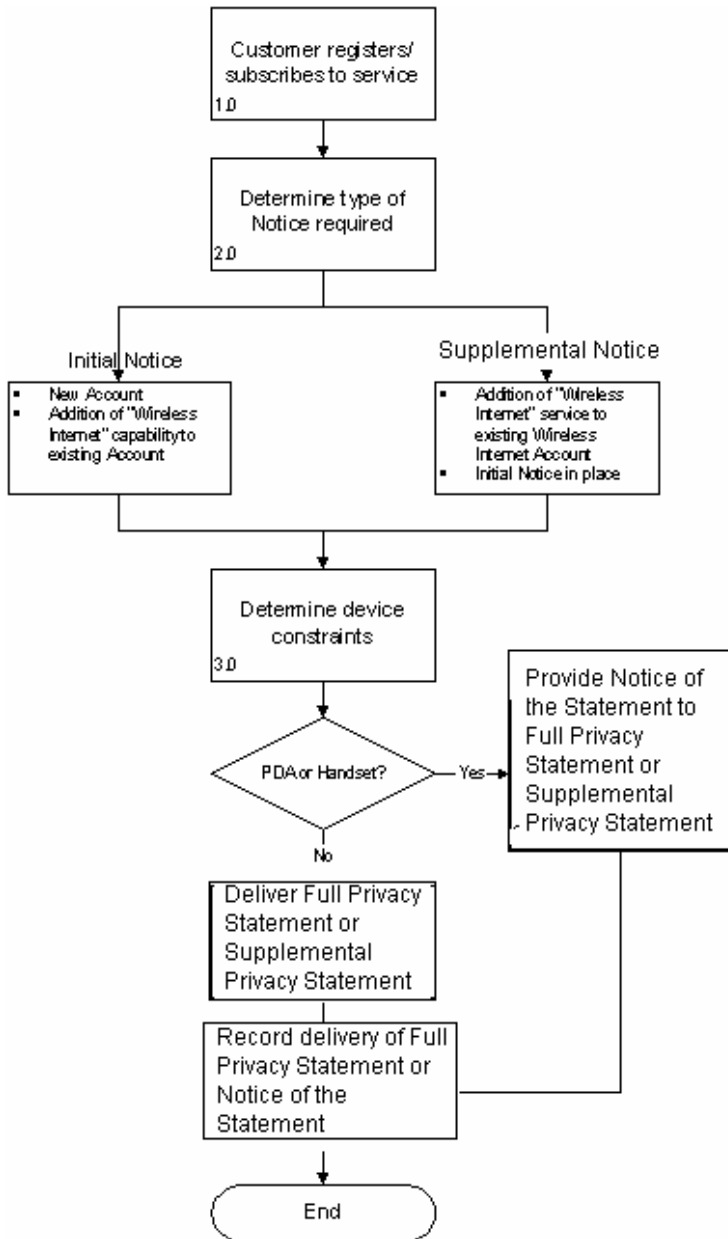 Customer registers/
subscribes to service
1.0
Determine type of
Notice required
2.0
Initial Notice
▪ New Account
▪ Addition of "Wireless
Internet" capability to
existing Account
Supplemental Notice
▪ Addition of "Wireless
Internet" service to
existing Wireless
Internet Account
▪ Initial Notice in place
Determine device
constraints
3.0
PDA or Handset?
Yes
Provide Notice of
the Statement to
Full Privacy
Statement or
Supplemental
Privacy Statement
No
Deliver Full Privacy
Statement or
Supplemental
Privacy Statement
Record delivery of Full
Privacy Statement or
Notice of the
Statement
End